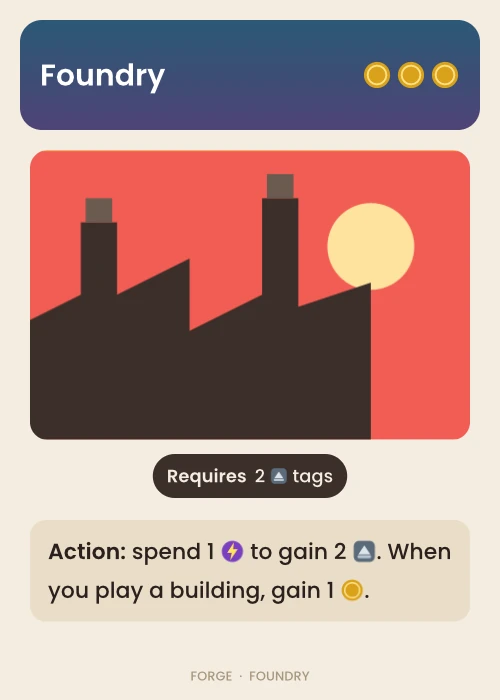 Foundry
Requires 2 tags
Action: spend 1 to gain 2 . When
you play a building, gain 1 .
FORGE · FOUNDRY